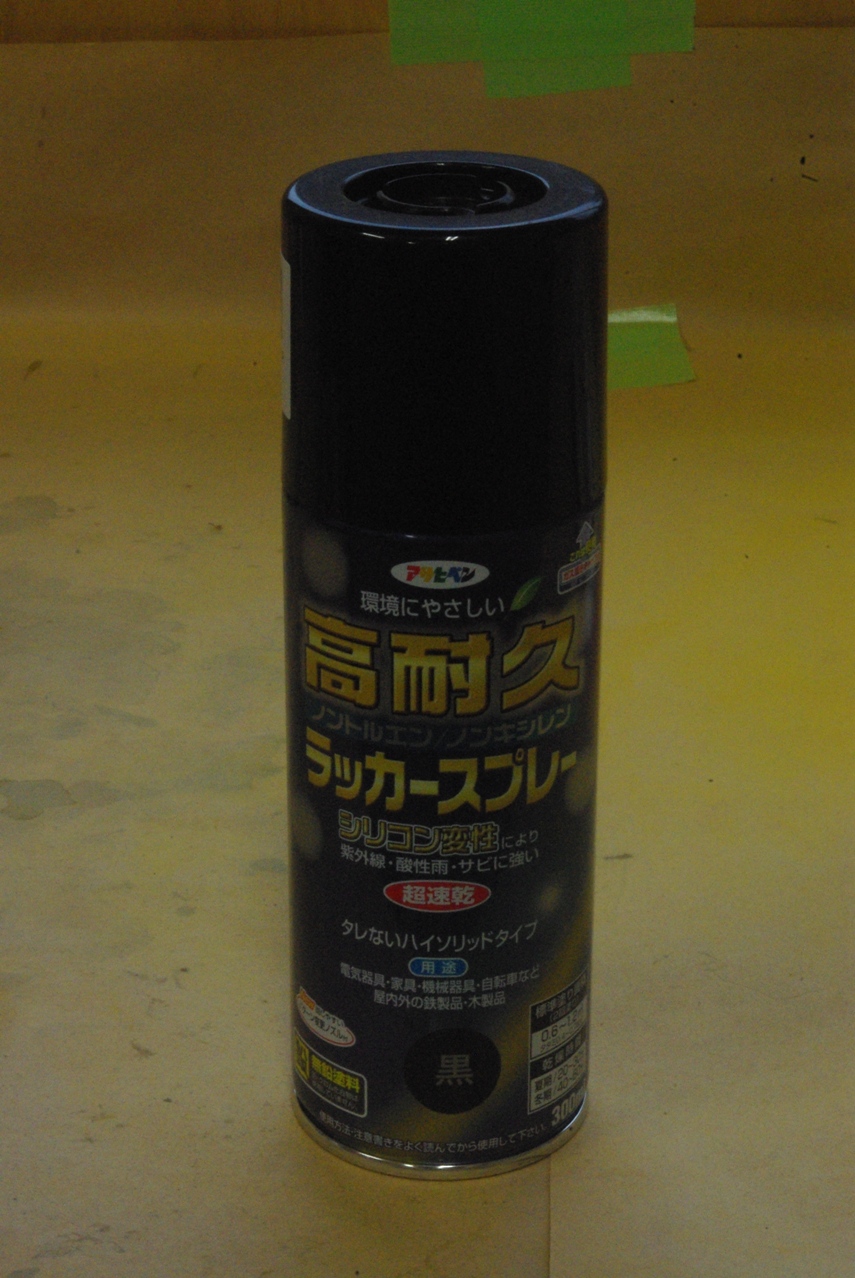 アサヒペン
環境にやさしい
高耐久
ノントルエン/ノンキシレン
ラッカースプレー
シリコン変性により
紫外線・酸性雨・サビに強い
超速乾
タレないハイソリッドタイプ
用途
電気器具・家具・機械器具・自転車など
屋内外の鉄製品・木製品
黒
無鉛塗料
300
使用方法・注意書きをよく読んでから使用して下さい。